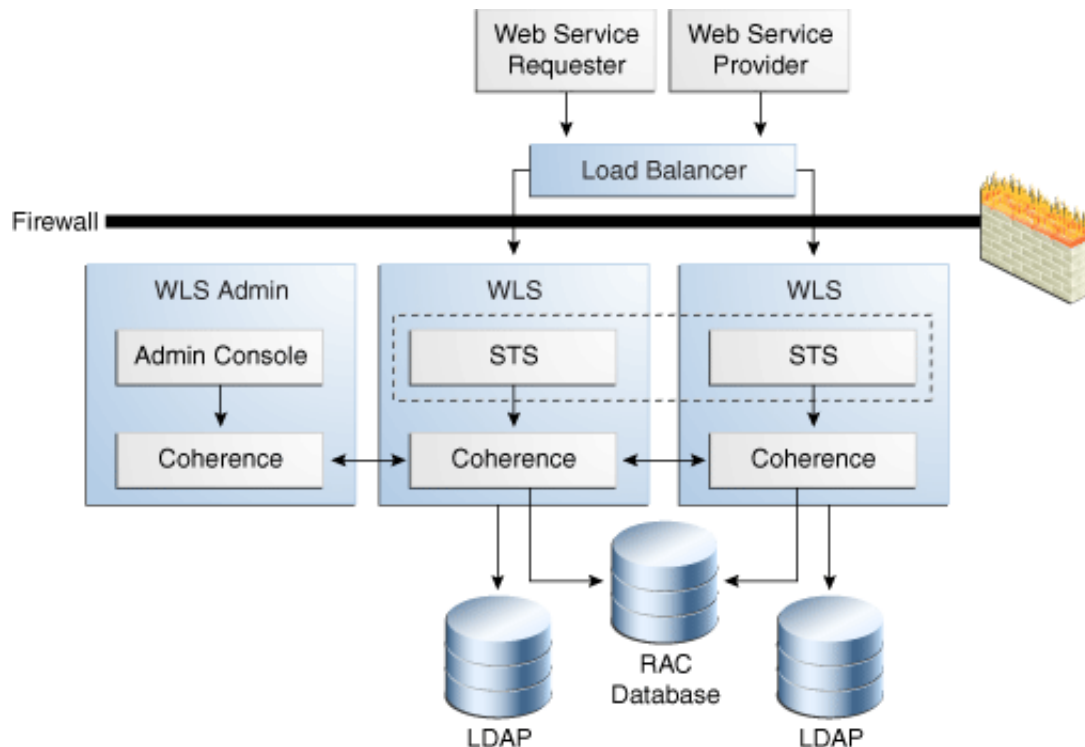 Web Service
Requester
Web Service
Provider
Load Balancer
Firewall
WLS Admin
WLS
WLS
Admin Console
STS
STS
Coherence
Coherence
Coherence
RAC
Database
LDAP
LDAP